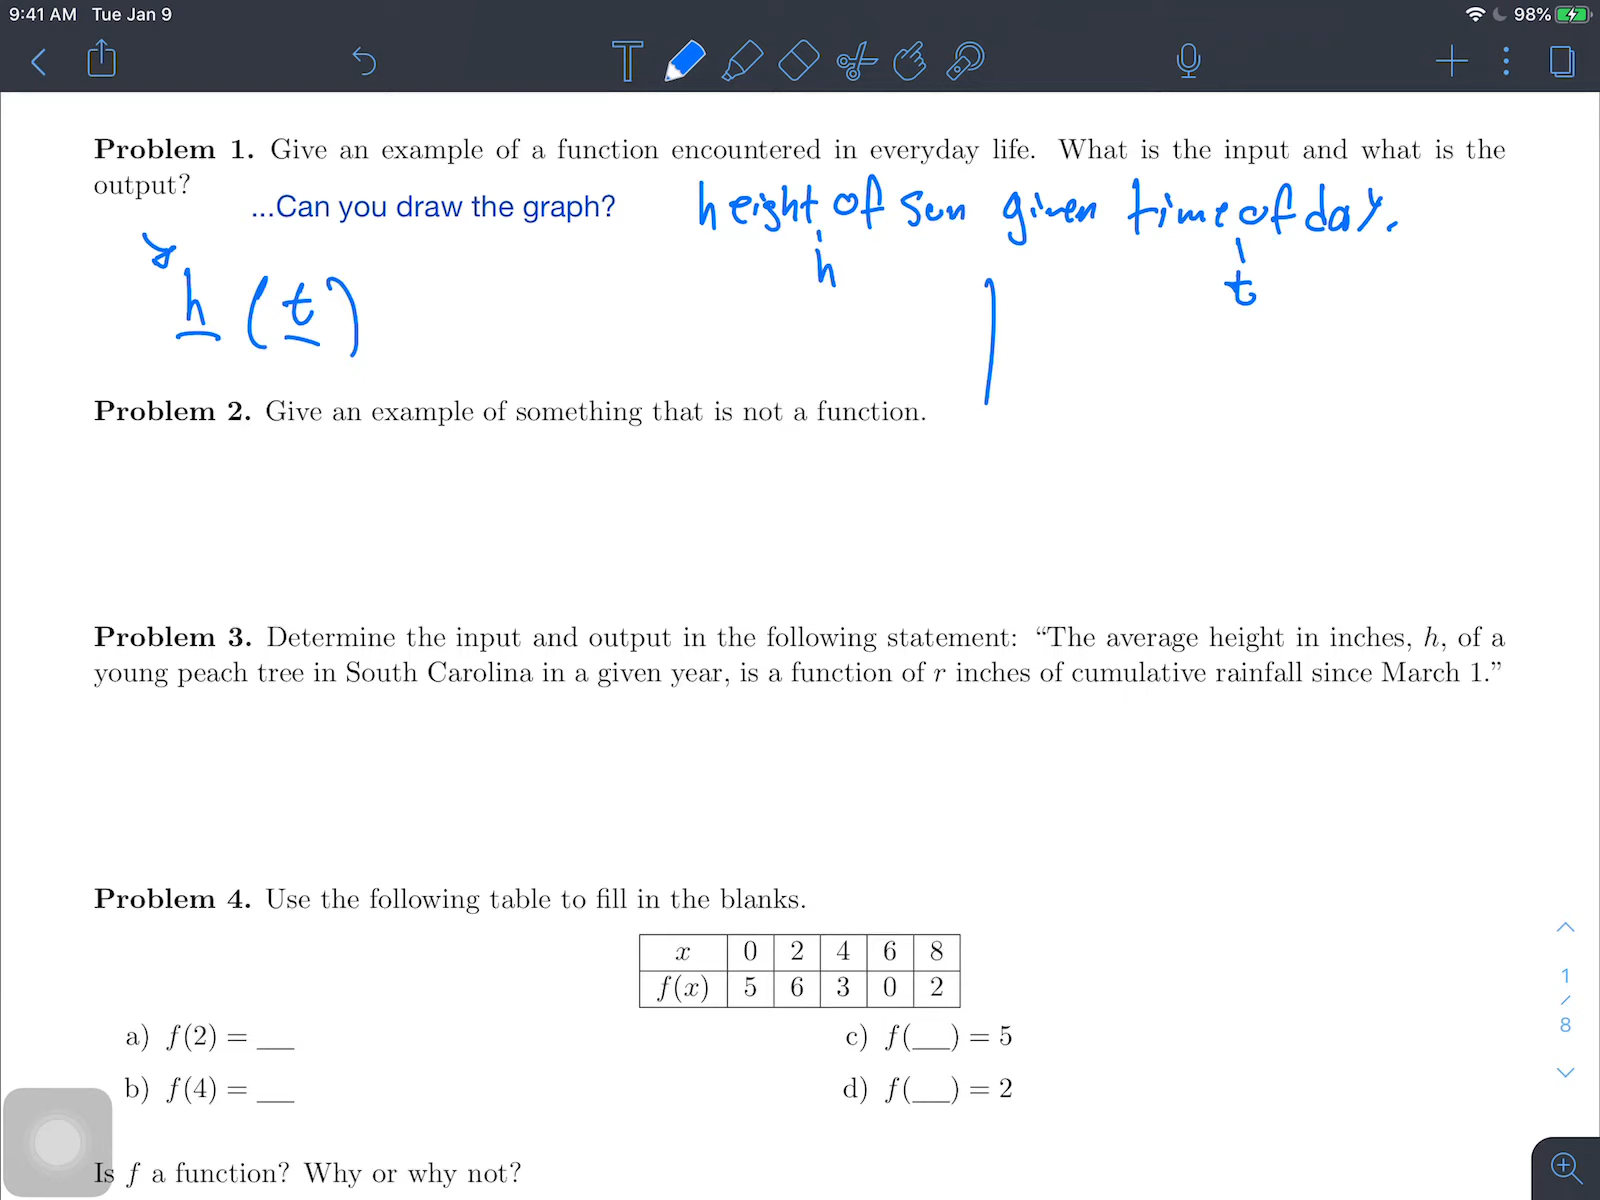 9:41 AM Tue Jan 9 98%
Problem 1. Give an example of a function encountered in everyday life. What is the input and what is the
output?
...Can you draw the graph?
height of sun given time of day.
h
t
h (t)
Problem 2. Give an example of something that is not a function.
Problem 3. Determine the input and output in the following statement: “The average height in inches, h, of a
young peach tree in South Carolina in a given year, is a function of r inches of cumulative rainfall since March 1.”
Problem 4. Use the following table to fill in the blanks.
x 0 2 4 6 8
f(x) 5 6 3 0 2
a) f(2) = __
c) f(__) = 5
b) f(4) = __
d) f(__) = 2
Is f a function? Why or why not?
1
/
8